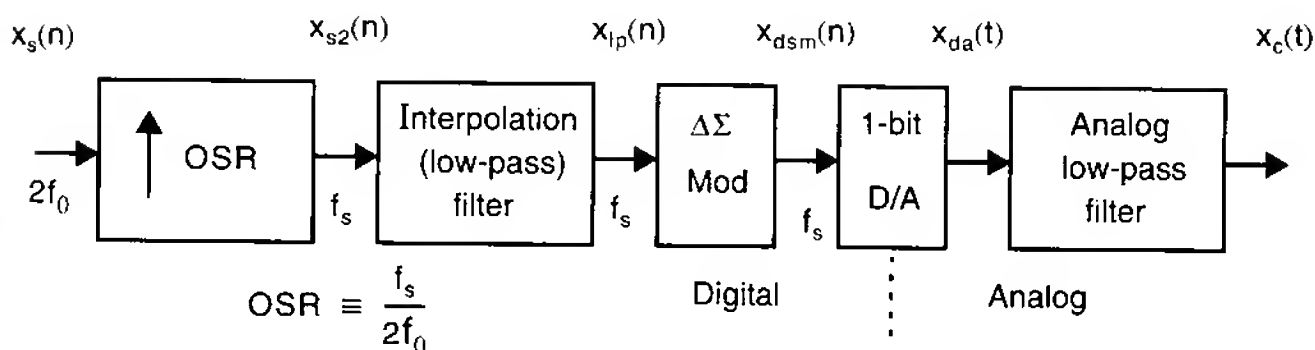 x_s(n) x_s2(n) x_lp(n) x_dsm(n) x_da(t) x_c(t)
OSR
Interpolation
(low-pass)
filter
ΔΣ
Mod
1-bit
D/A
Analog
low-pass
filter
2f_0 f_s f_s f_s
OSR ≡ f_s / 2f_0
Digital Analog